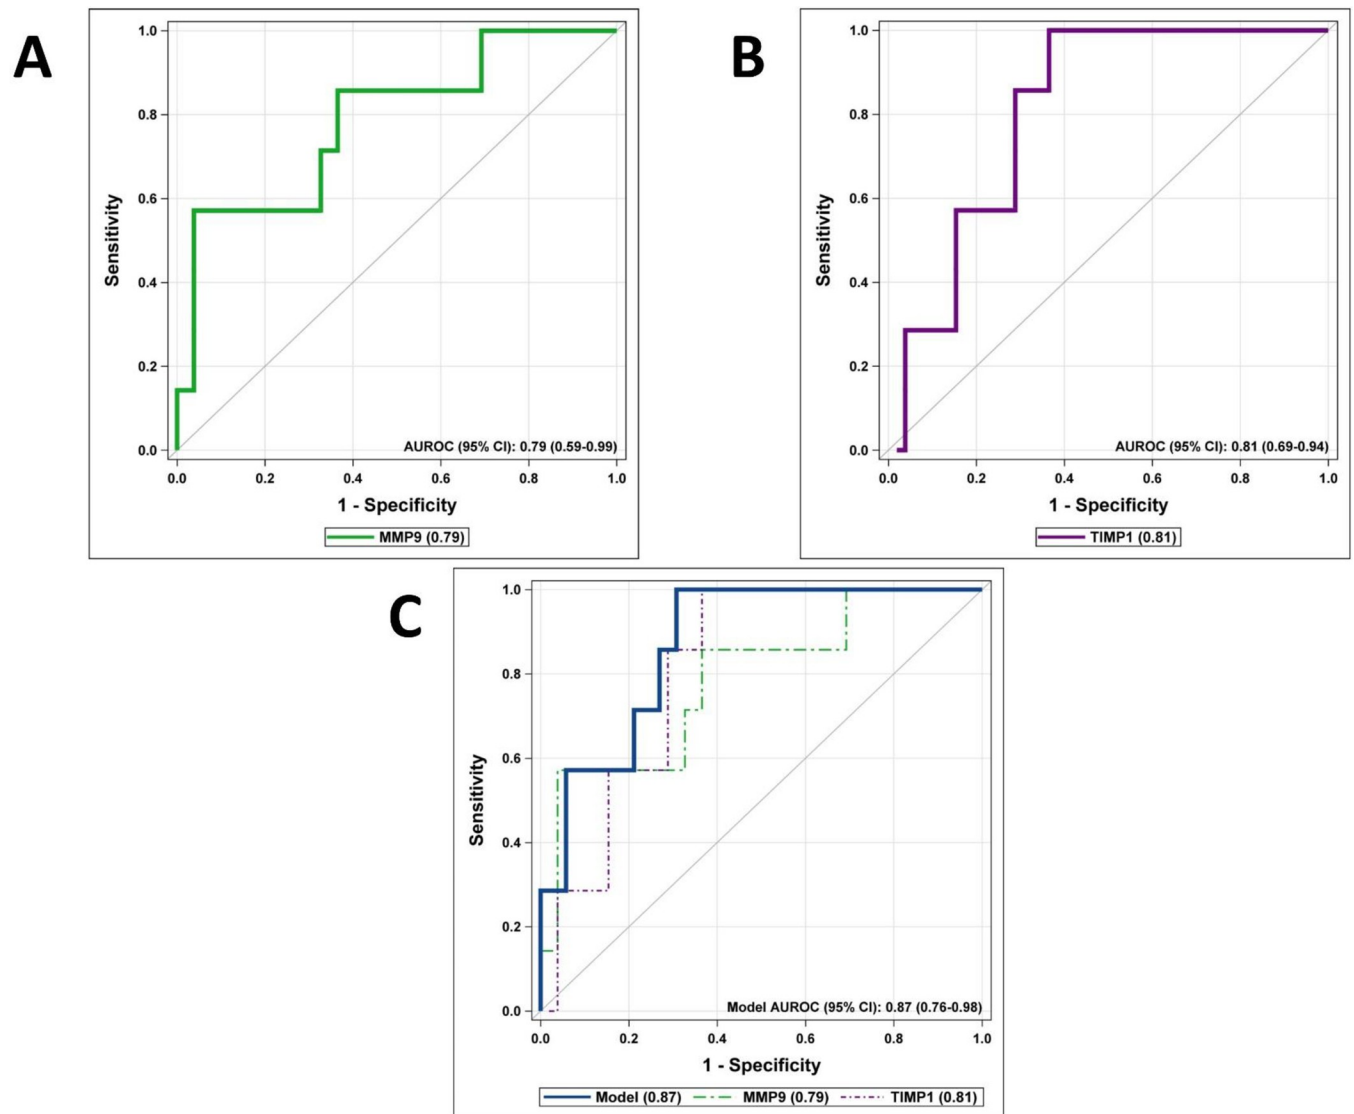 A
1.0
0.8
0.6
0.4
0.2
0.0
Sensitivity
AUROC (95% CI): 0.79 (0.59-0.99)
0.0 0.2 0.4 0.6 0.8 1.0
1 - Specificity
MMP9 (0.79)
B
1.0
0.8
0.6
0.4
0.2
0.0
Sensitivity
AUROC (95% CI): 0.81 (0.69-0.94)
0.0 0.2 0.4 0.6 0.8 1.0
1 - Specificity
TIMP1 (0.81)
C
1.0
0.8
0.6
0.4
0.2
0.0
Sensitivity
Model AUROC (95% CI): 0.87 (0.76-0.98)
0.0 0.2 0.4 0.6 0.8 1.0
1 - Specificity
Model (0.87) MMP9 (0.79) TIMP1 (0.81)